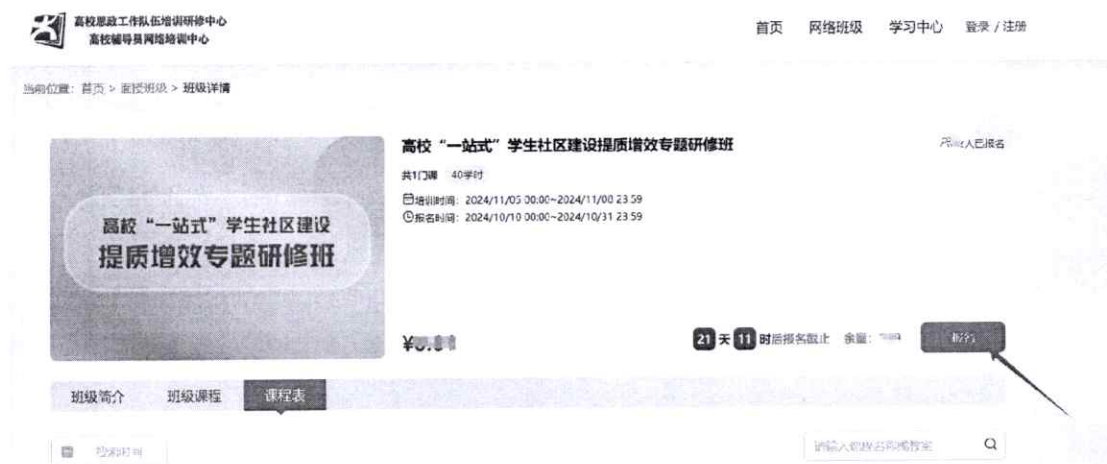 高校思政工作队伍培训研修中心
高校辅导员网络培训中心
首页 网络班级 学习中心 登录 / 注册
当前位置：首页 > 面授班级 > 班级详情
高校“一站式”学生社区建设
提质增效专题研修班
高校“一站式”学生社区建设提质增效专题研修班
人已报名
共1门课 40学时
培训时间：2024/11/05 00:00~2024/11/08 23:59
报名时间：2024/10/10 00:00~2024/10/31 23:59
¥
21 天 11 时后报名截止 余量：
报名
班级简介 班级课程 课程表